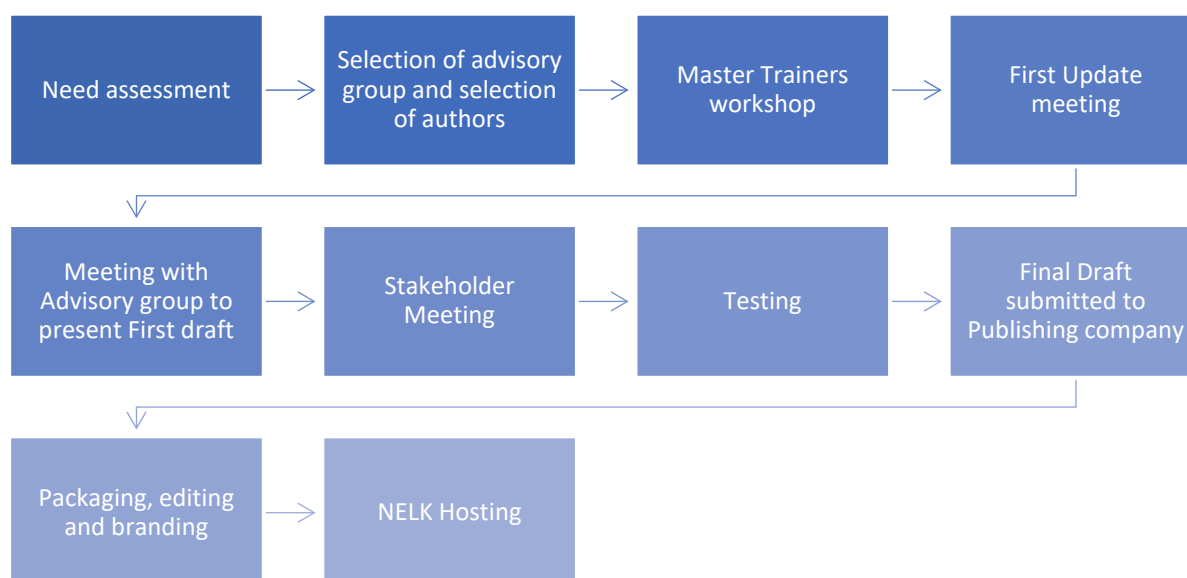 Need assessment
Selection of advisory
group and selection
of authors
Master Trainers
workshop
First Update
meeting
Meeting with
Advisory group to
present First draft
Stakeholder
Meeting
Testing
Final Draft
submitted to
Publishing company
Packaging, editing
and branding
NELK Hosting